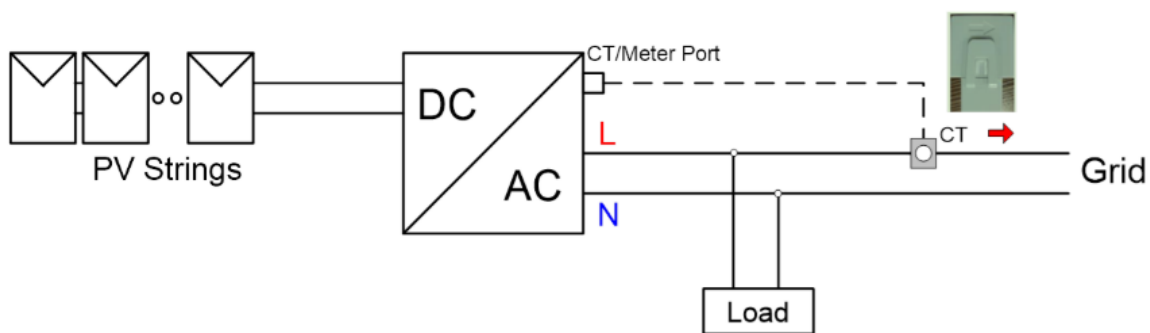 CT/Meter Port
DC
AC
PV Strings
L
N
CT
Grid
Load